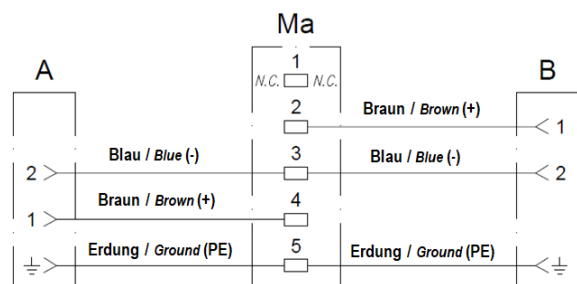 Ma
A
B
1
N.C. N.C.
2
Braun / Brown (+)
1
Blau / Blue (-)
3
Blau / Blue (-)
2
2
Braun / Brown (+)
4
1
Erdung / Ground (PE)
5
Erdung / Ground (PE)